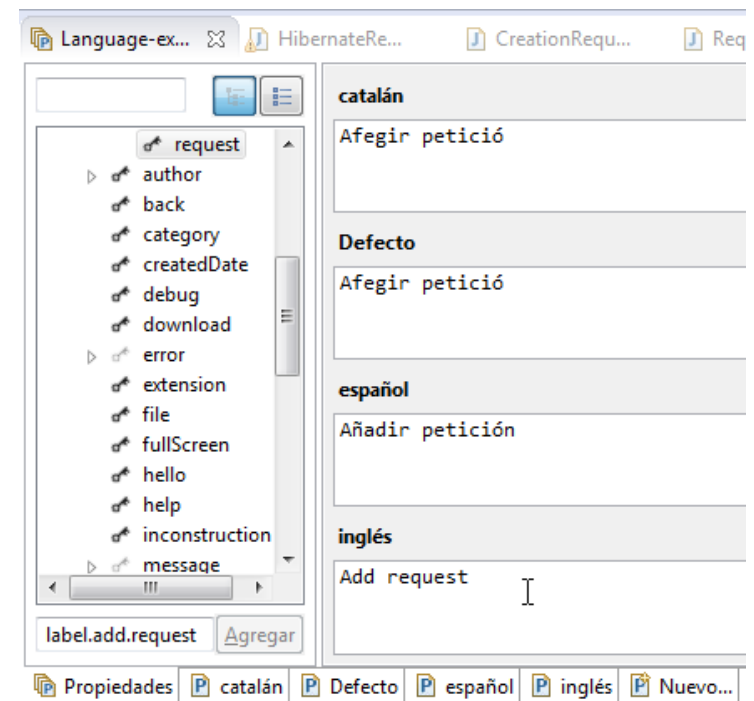 Language-ex...
HibernateRe...
CreationRequ...
Req
request
author
back
category
createdDate
debug
download
error
extension
file
fullScreen
hello
help
inconstruction
message
label.add.request
Agregar
catalán
Afegir petició
Defecto
Afegir petició
español
Añadir petición
inglés
Add request
Propiedades
catalán
Defecto
español
inglés
Nuevo...